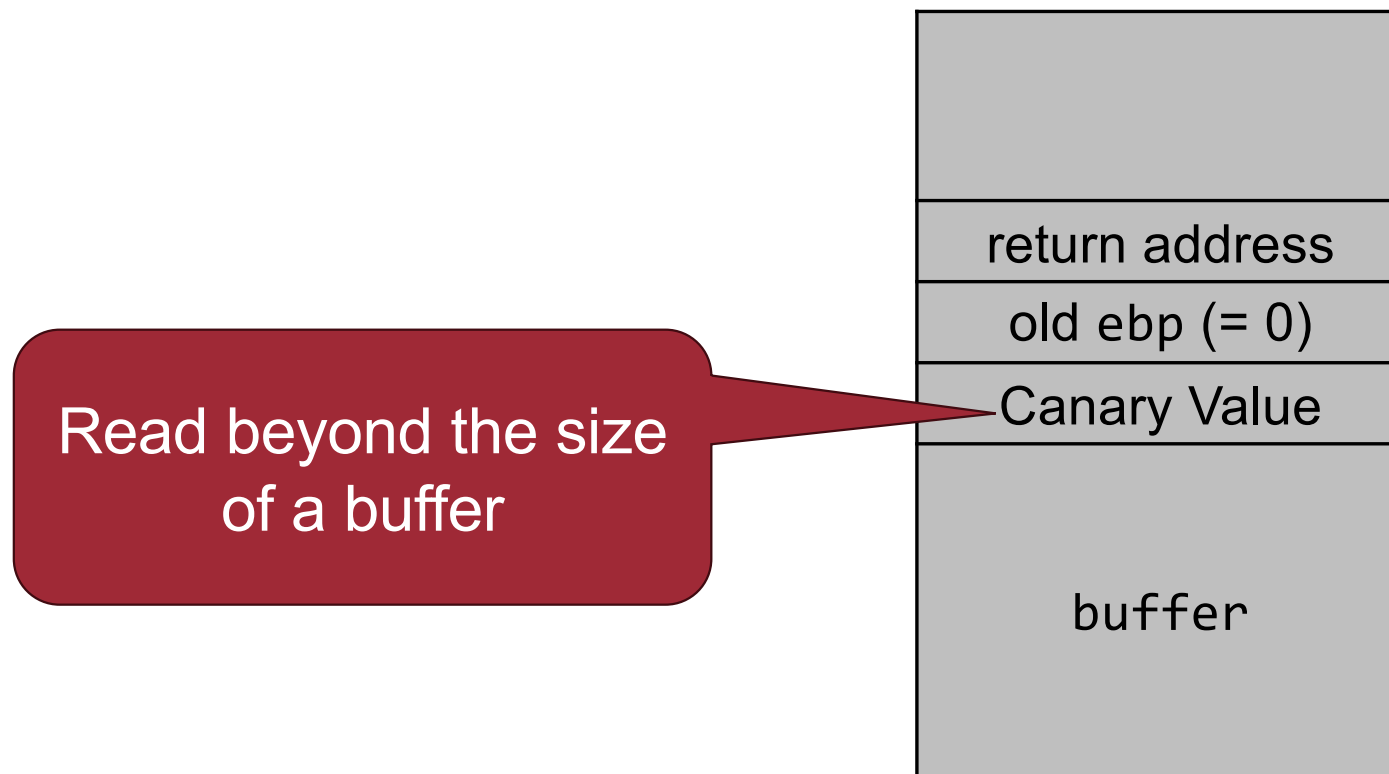 return address
old ebp (= 0)
Canary Value
Read beyond the size
of a buffer
buffer